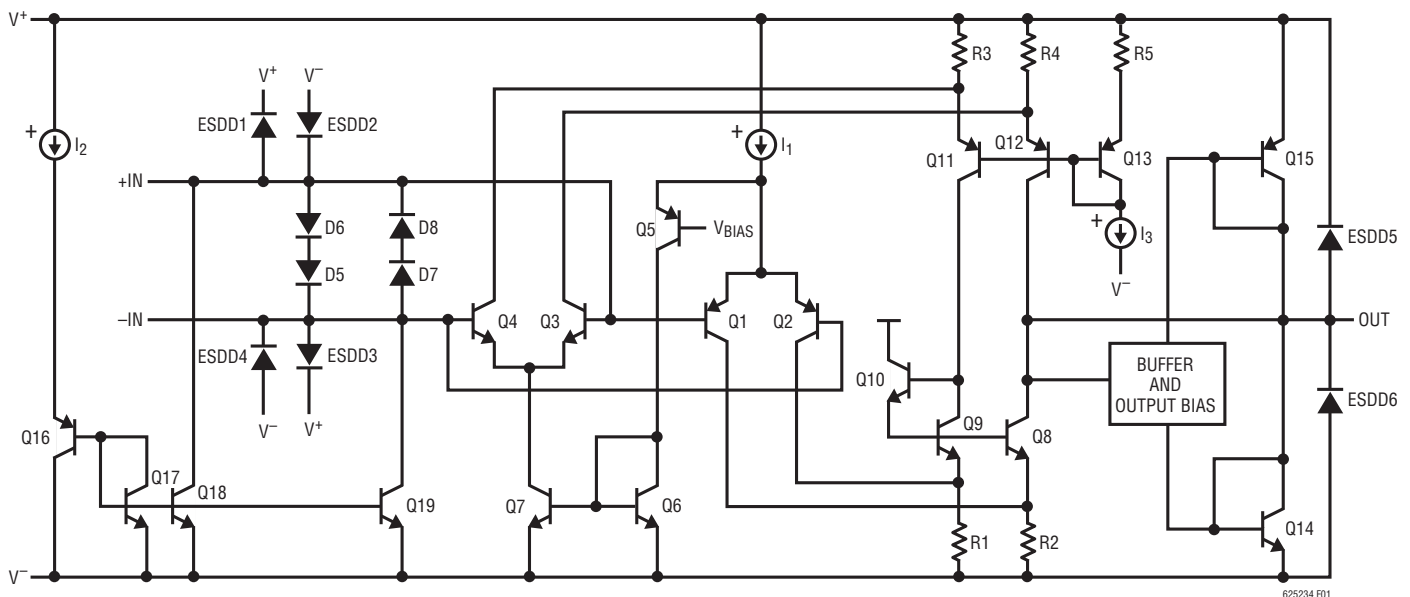 V+
R3
R4
R5
V+
V−
ESDD1
ESDD2
+
I2
+
I1
Q11
Q12
Q13
Q15
+IN
D6
D8
Q5
VBIAS
+
I3
ESDD5
D5
D7
V−
−IN
Q4
Q3
Q1
Q2
OUT
ESDD4
ESDD3
Q10
BUFFER
AND
OUTPUT BIAS
ESDD6
V−
V+
Q16
Q9
Q8
Q17
Q18
Q19
Q7
Q6
Q14
R1
R2
V−
625234 F01